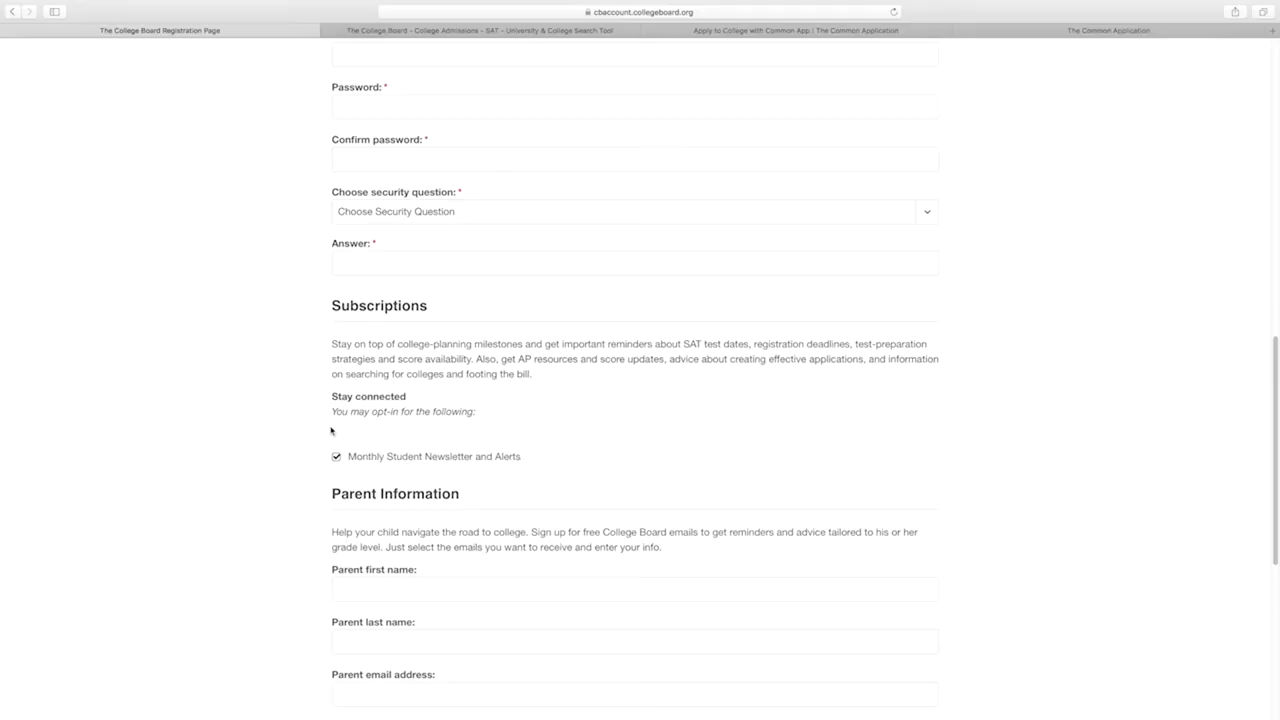 cbaccount.collegeboard.org
The College Board Registration Page
The College Board - College Admissions - SAT - University & College Search Tool
Apply to College with Common App | The Common Application
The Common Application
Password: *
Confirm password: *
Choose security question: *
Choose Security Question
Answer: *
Subscriptions
Stay on top of college-planning milestones and get important reminders about SAT test dates, registration deadlines, test-preparation
strategies and score availability. Also, get AP resources and score updates, advice about creating effective applications, and information
on searching for colleges and footing the bill.
Stay connected
You may opt-in for the following:
Monthly Student Newsletter and Alerts
Parent Information
Help your child navigate the road to college. Sign up for free College Board emails to get reminders and advice tailored to his or her
grade level. Just select the emails you want to receive and enter your info.
Parent first name:
Parent last name:
Parent email address: